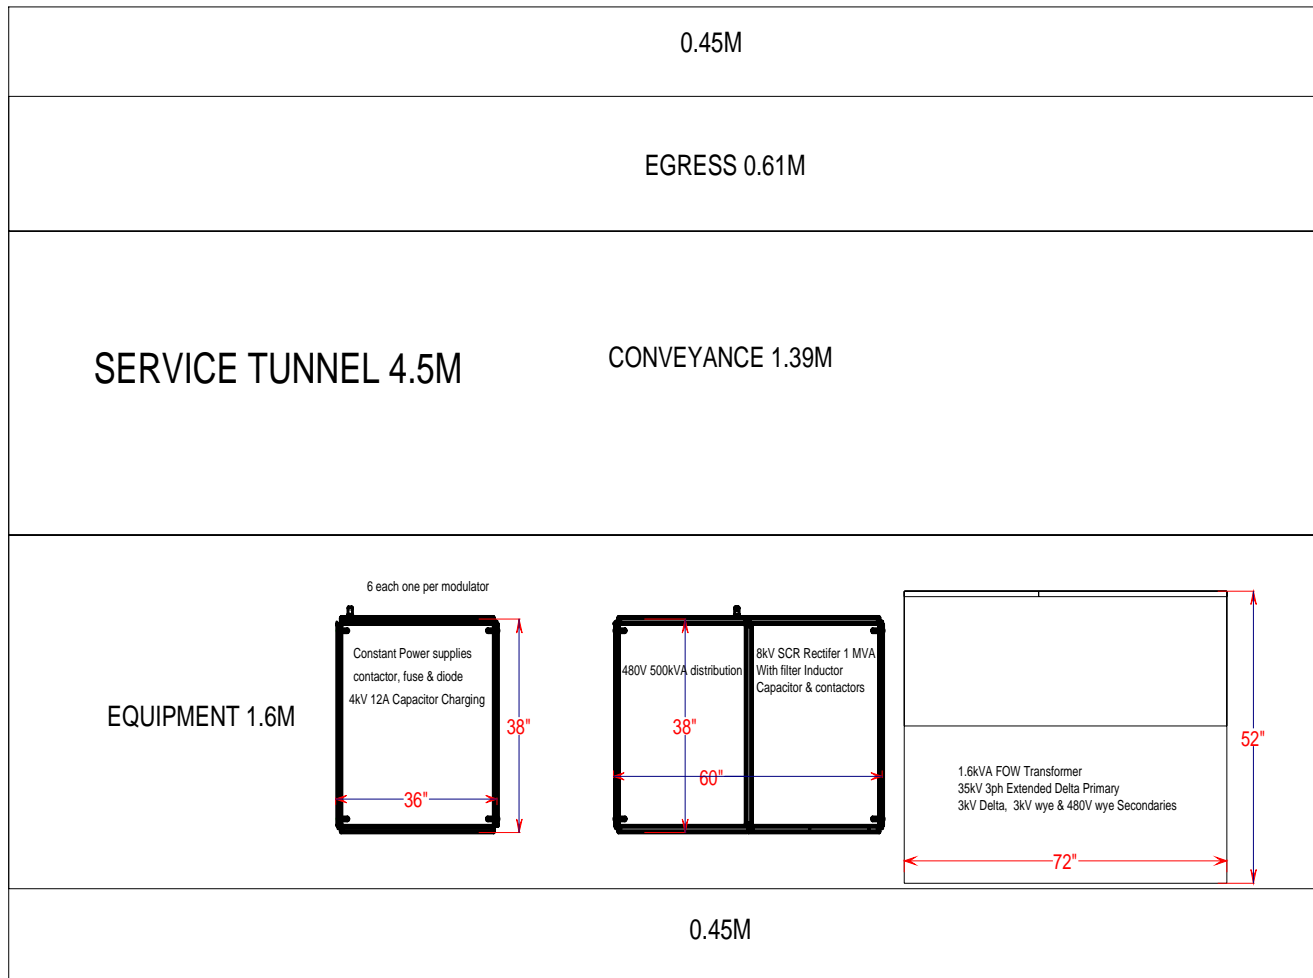 0.45M
EGRESS 0.61M
SERVICE TUNNEL 4.5M
CONVEYANCE 1.39M
6 each one per modulator
Constant Power supplies
contactor, fuse & diode
4kV 12A Capacitor Charging
38"
36"
480V 500kVA distribution
38"
60"
8kV SCR Rectifer 1 MVA
With filter Inductor
Capacitor & contactors
EQUIPMENT 1.6M
52"
1.6kVA FOW Transformer
35kV 3ph Extended Delta Primary
3kV Delta, 3kV wye & 480V wye Secondaries
72"
0.45M